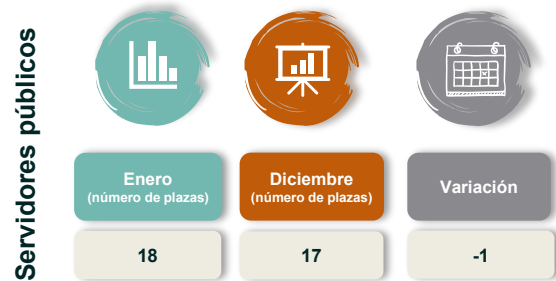 Servidores públicos
Enero
(número de plazas)
Diciembre
(número de plazas)
Variación
18
17
-1